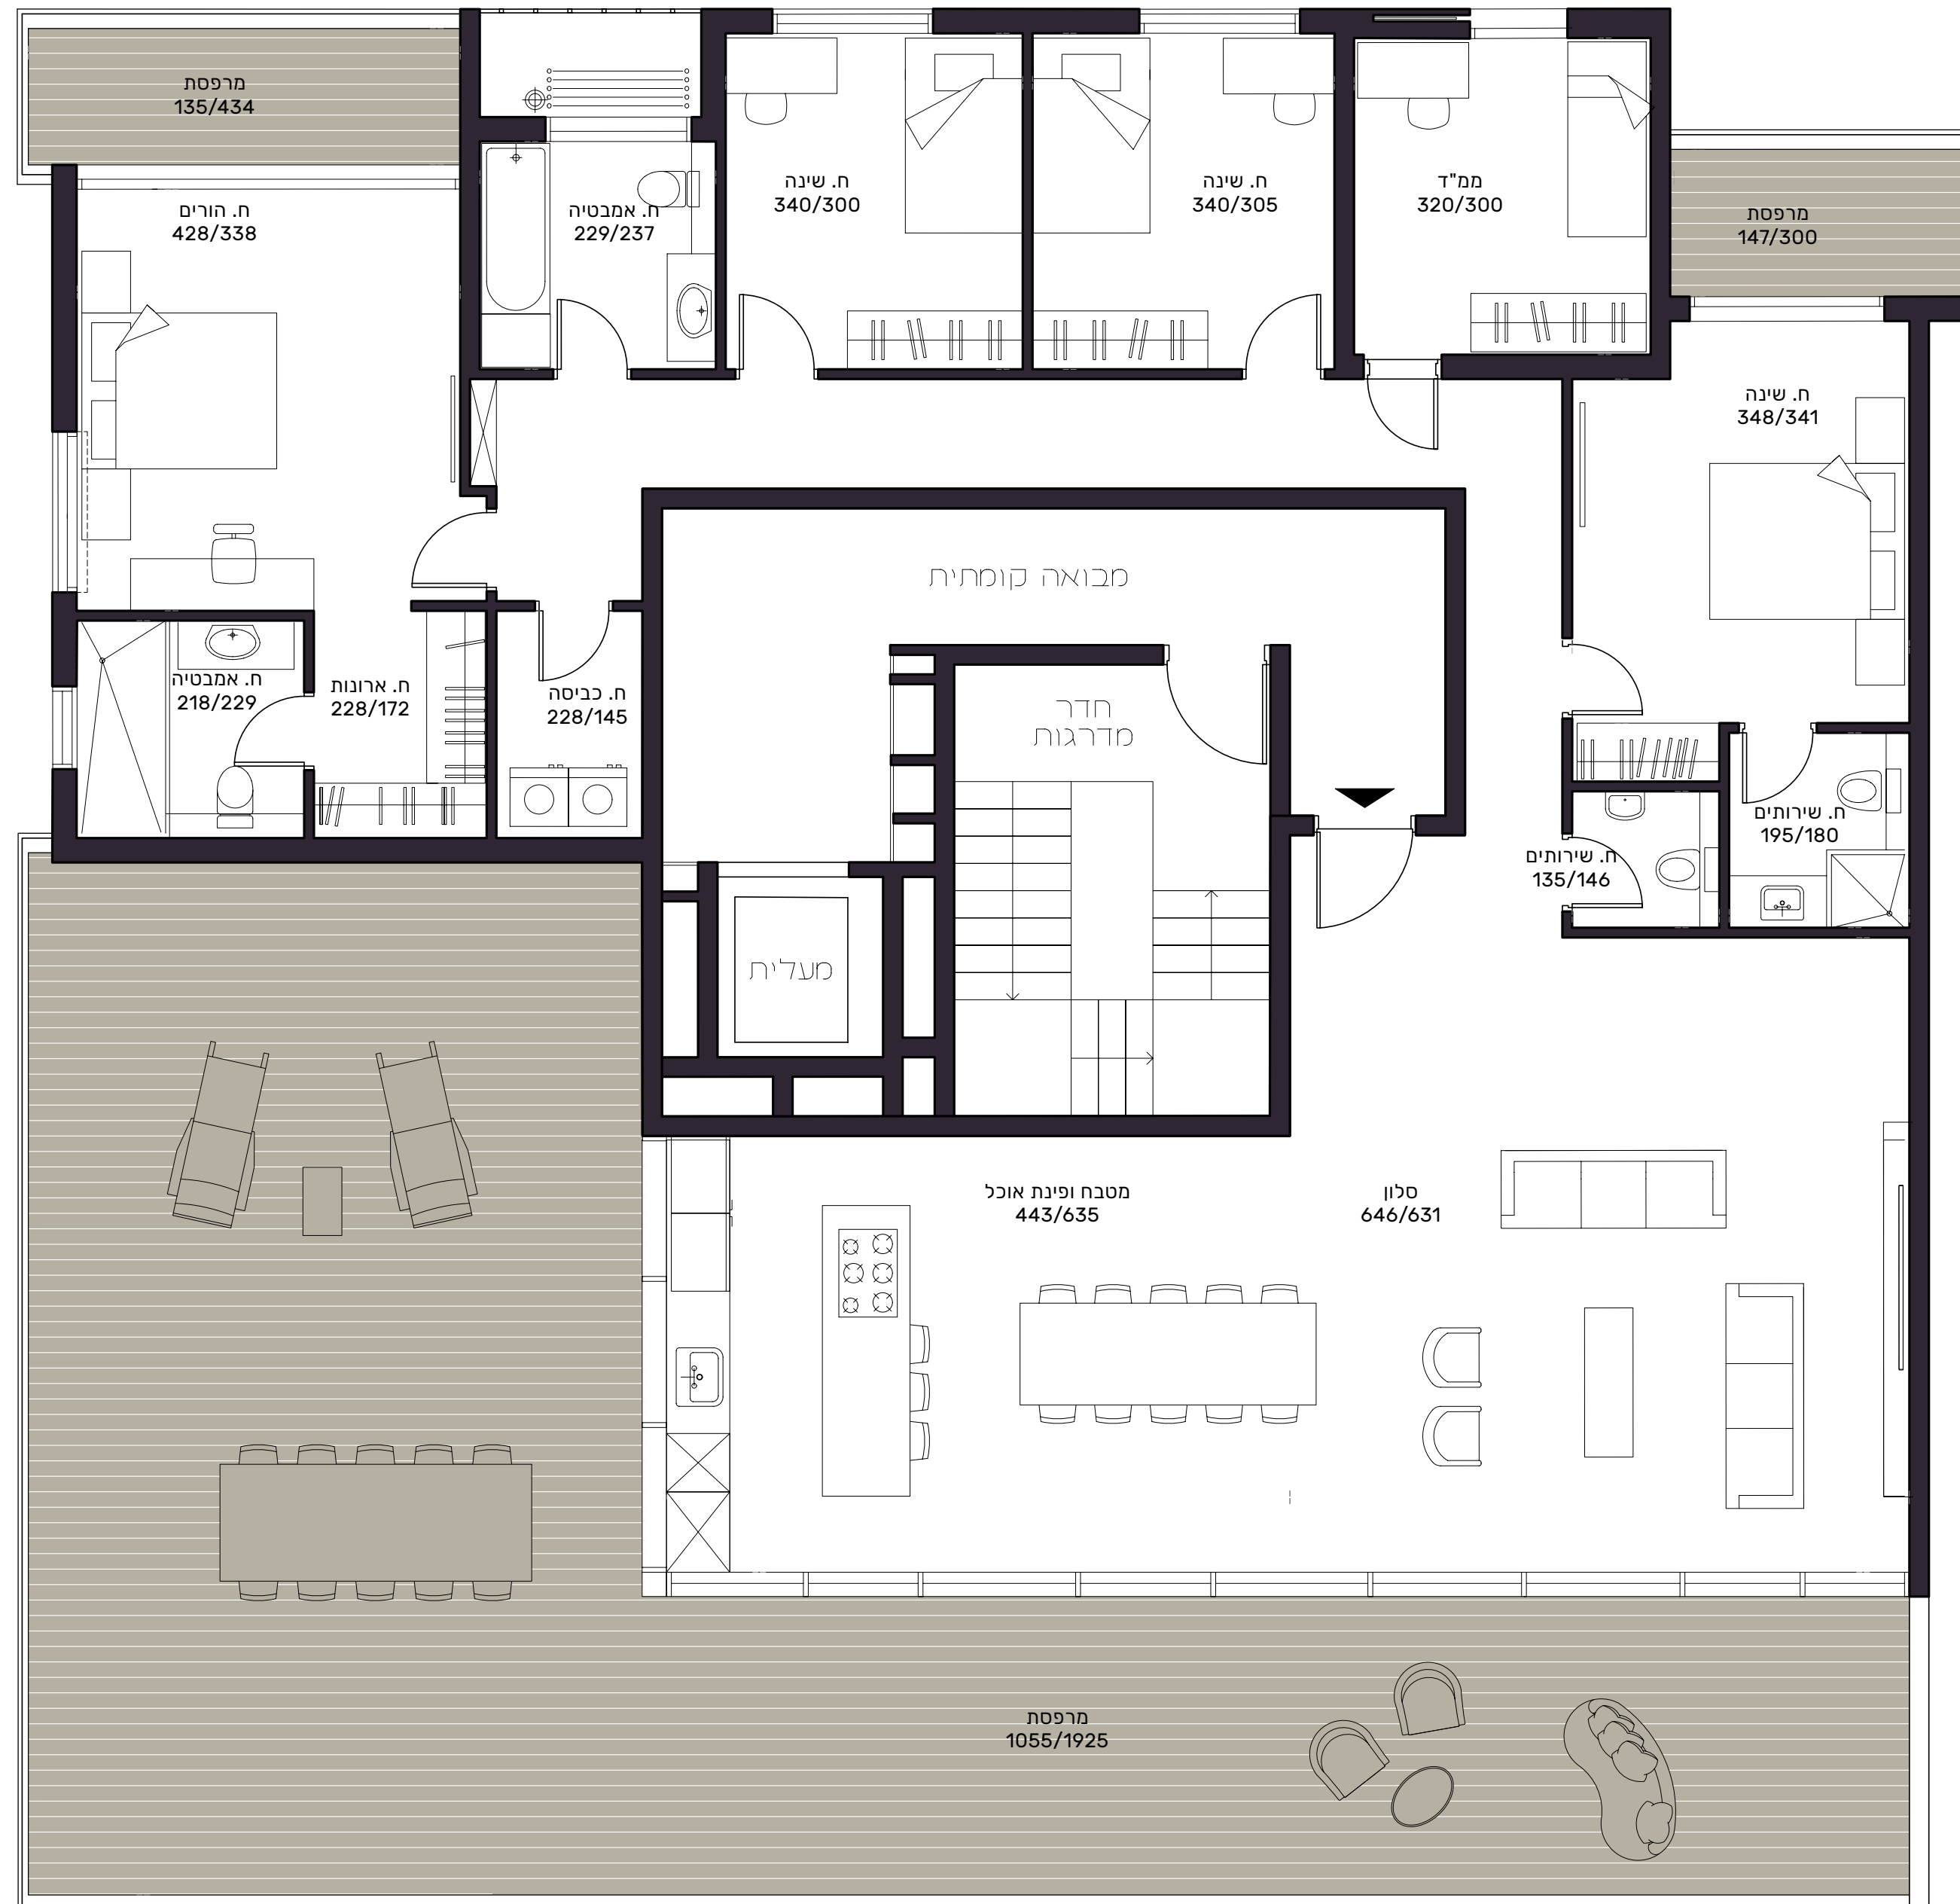 מרפסת
135/434
ח. הורים
428/338
ח. אמבטיה
229/237
ח. שינה
340/300
ח. שינה
340/305
ממ"ד
320/300
מרפסת
147/300
ח. שינה
348/341
מבואה קומתית
ח. אמבטיה
218/229
ח. ארונות
228/172
ח. כביסה
228/145
חדר
מדרגות
ח. שירותים
195/180
ח. שירותים
135/146
מעלית
מטבח ופינת אוכל
443/635
סלון
646/631
מרפסת
1055/1925